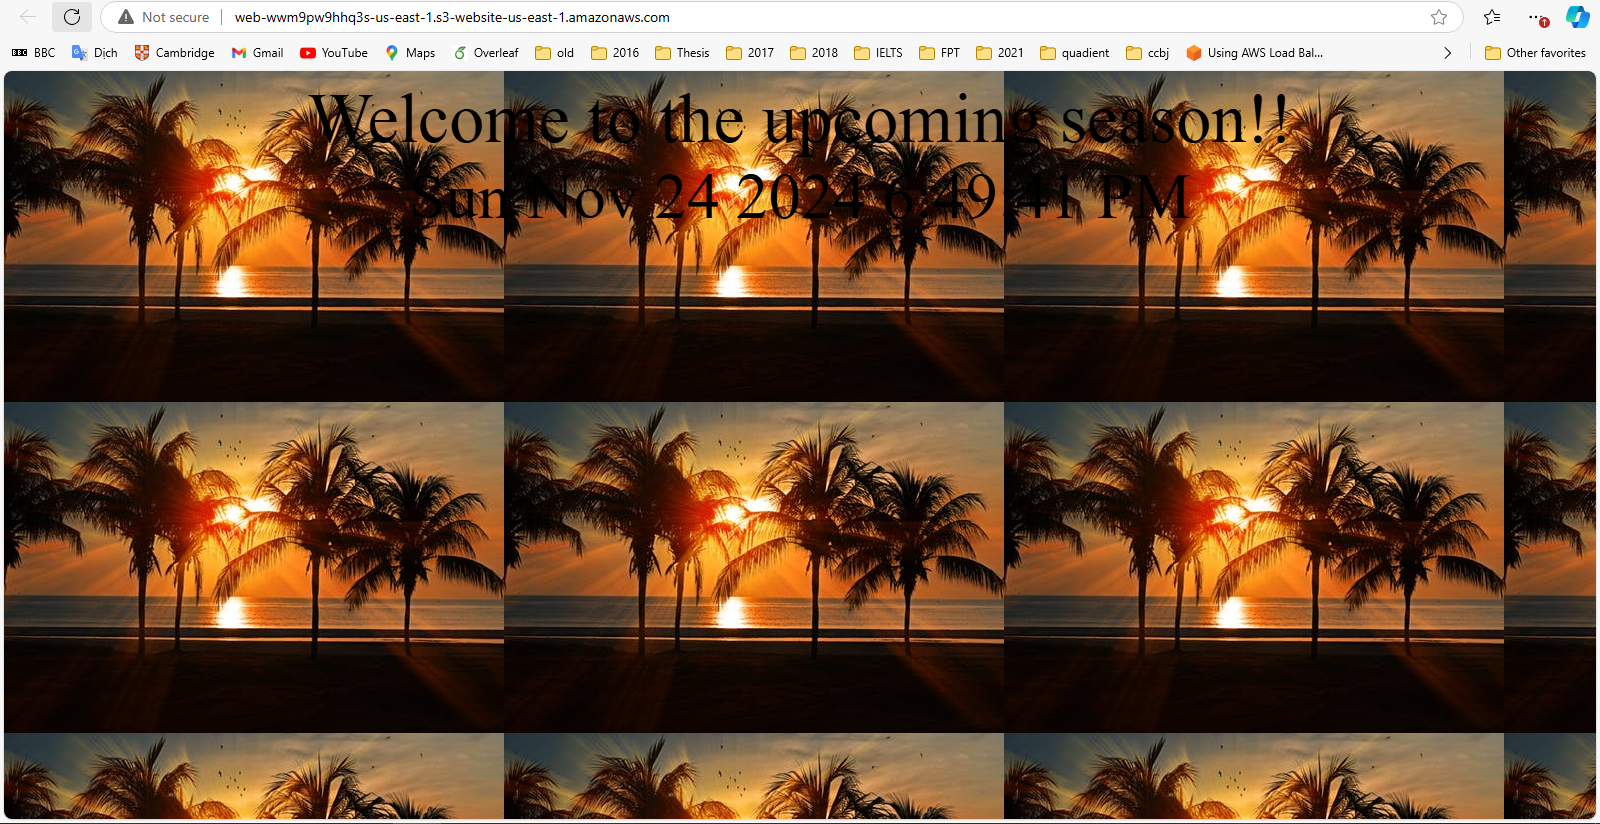 Not secure
web-wwm9pw9hhq3s-us-east-1.s3-website-us-east-1.amazonaws.com
BBC BBC Dịch Cambridge Gmail YouTube Maps Overleaf old 2016 Thesis 2017 2018 IELTS FPT 2021 quadient ccbj Using AWS Load Bal... Other favorites
Welcome to the upcoming season!!
Sun Nov 24 2024 6:49:41 PM